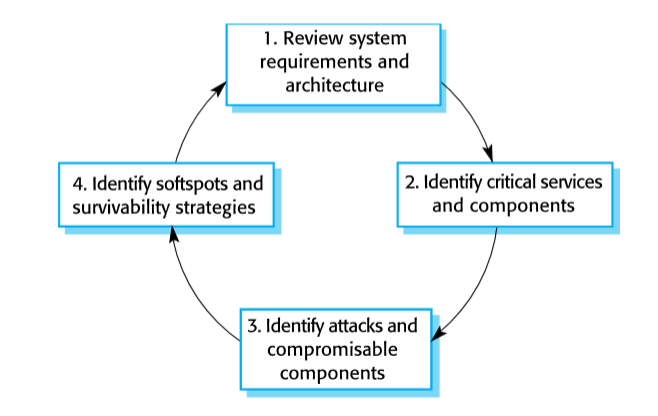 1. Review system
requirements and
architecture
2. Identify critical services
and components
3. Identify attacks and
compromisable
components
4. Identify softspots and
survivability strategies